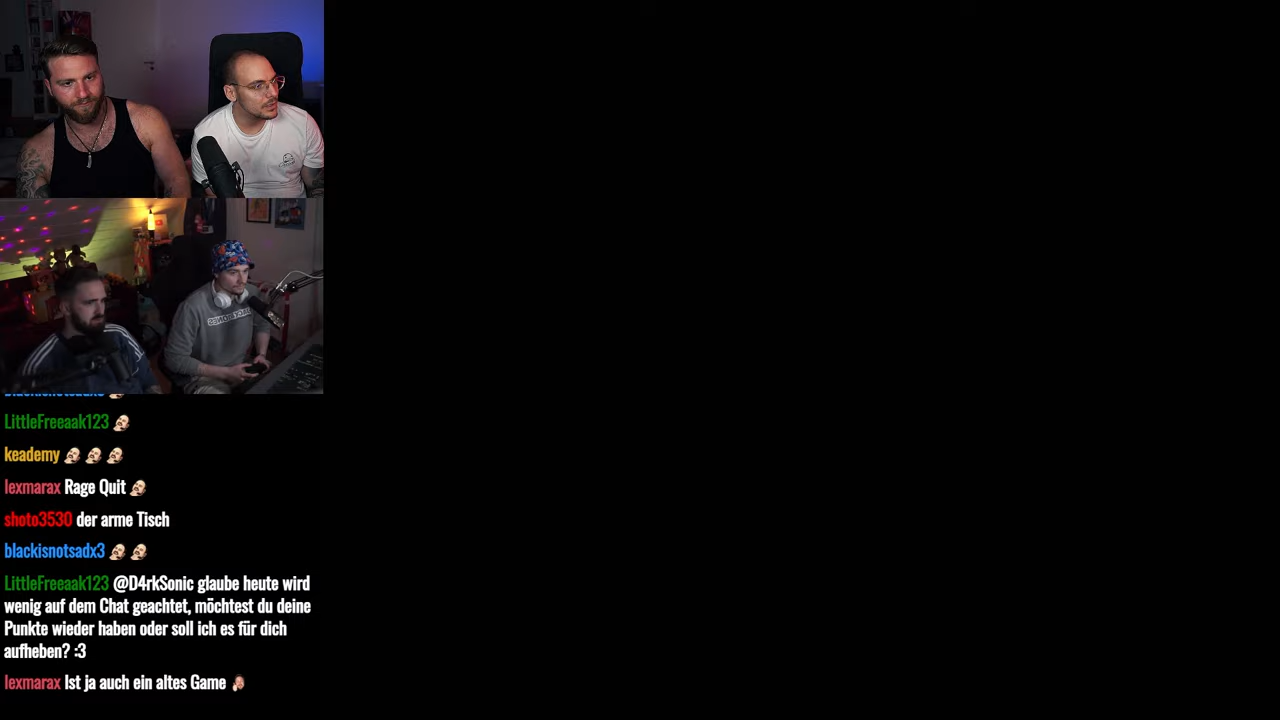 LittleFreeaak123
keademy
lexmarax Rage Quit
shoto3530 der arme Tisch
blackisnotsadx3
LittleFreeaak123 @D4rkSonic glaube heute wird
wenig auf dem Chat geachtet, möchtest du deine
Punkte wieder haben oder soll ich es für dich
aufheben? :3
lexmarax Ist ja auch ein altes Game